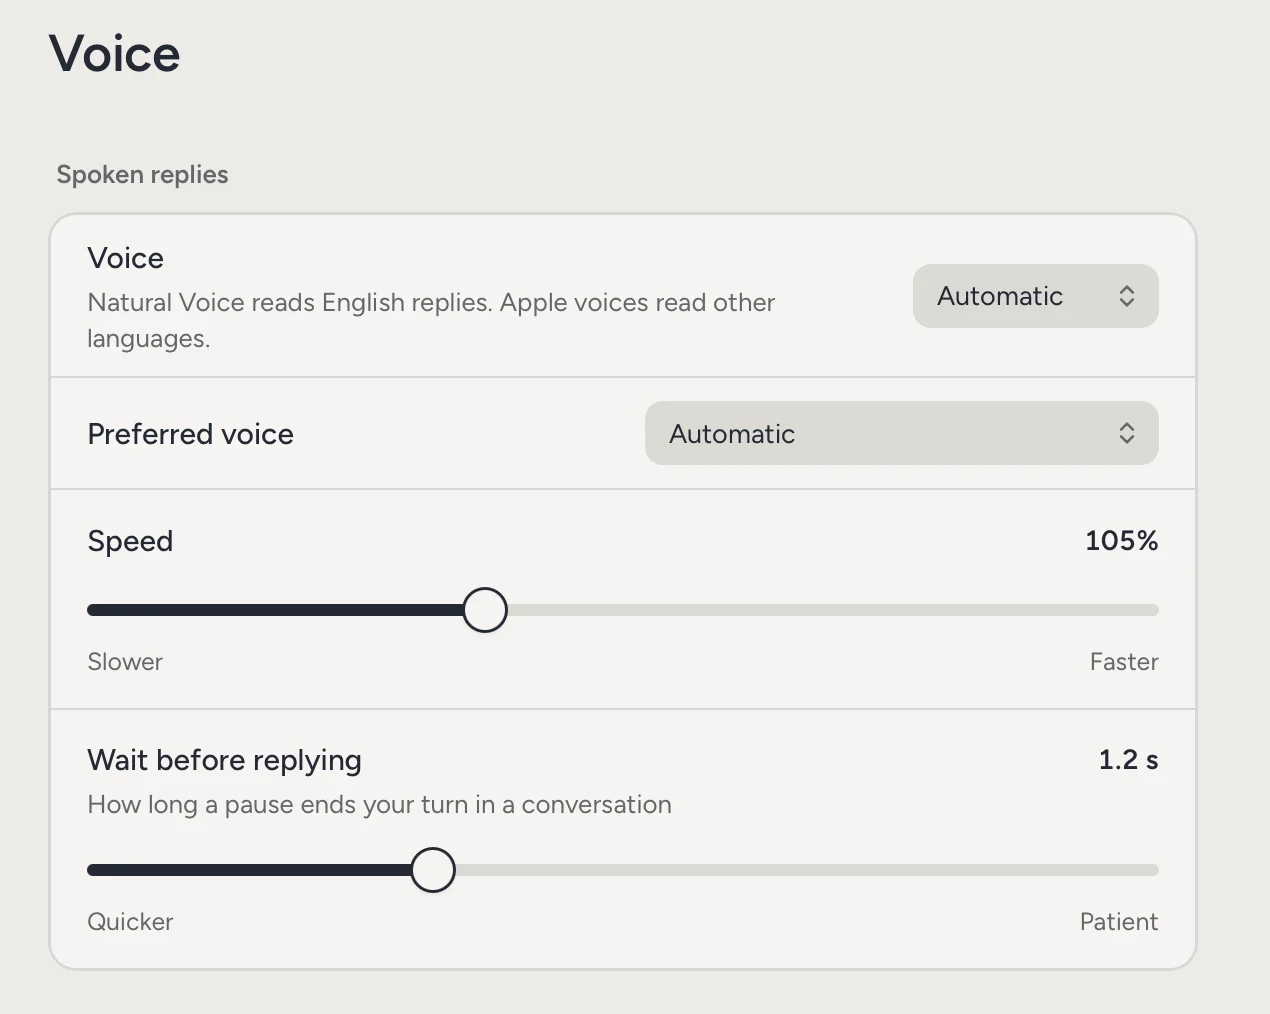 Voice
Spoken replies
Voice
Natural Voice reads English replies. Apple voices read other
languages.
Automatic
Preferred voice
Automatic
Speed
105%
Slower
Faster
Wait before replying
1.2 s
How long a pause ends your turn in a conversation
Quicker
Patient